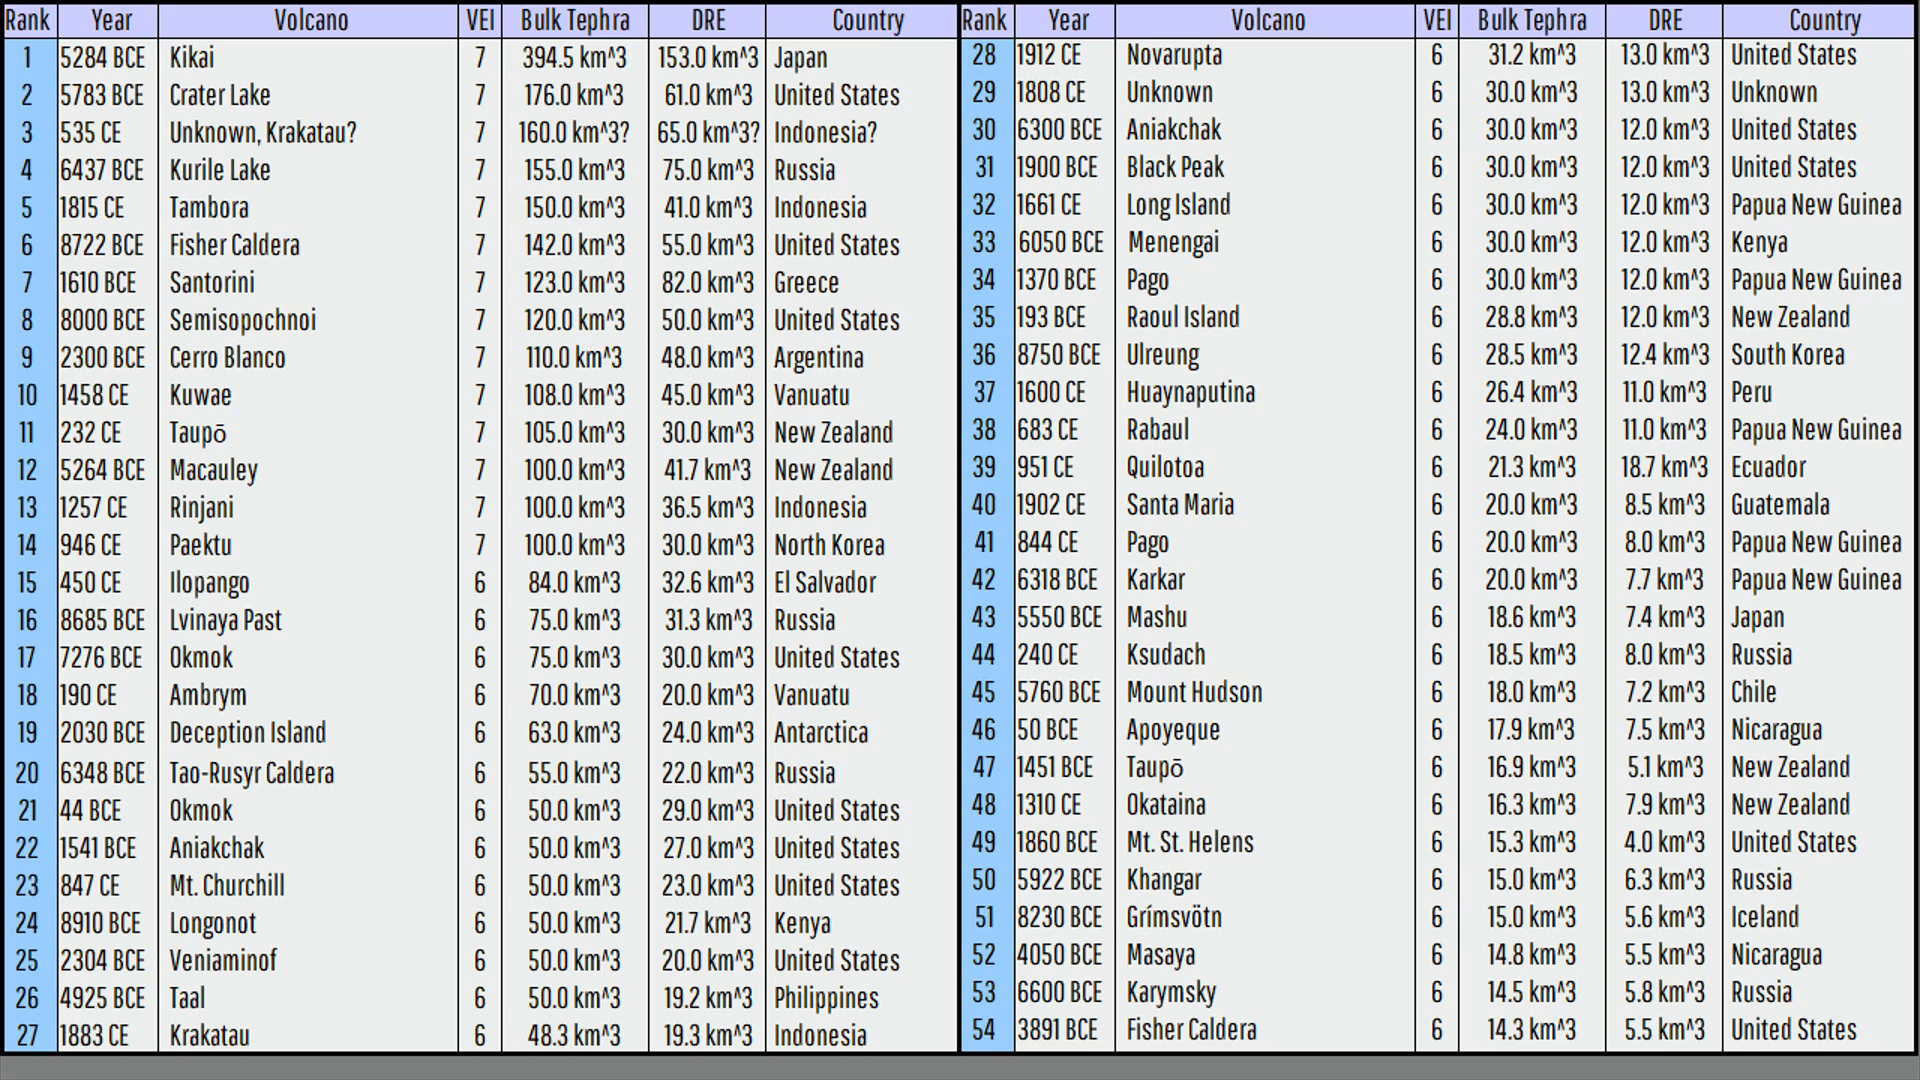 Rank Year Volcano VEI Bulk Tephra DRE Country
1 5284 BCE Kikai 7 394.5 km^3 153.0 km^3 Japan
2 5783 BCE Crater Lake 7 176.0 km^3 61.0 km^3 United States
3 535 CE Unknown, Krakatau? 7 160.0 km^3? 65.0 km^3? Indonesia?
4 6437 BCE Kurile Lake 7 155.0 km^3 75.0 km^3 Russia
5 1815 CE Tambora 7 150.0 km^3 41.0 km^3 Indonesia
6 8722 BCE Fisher Caldera 7 142.0 km^3 55.0 km^3 United States
7 1610 BCE Santorini 7 123.0 km^3 82.0 km^3 Greece
8 8000 BCE Semisopochnoi 7 120.0 km^3 50.0 km^3 United States
9 2300 BCE Cerro Blanco 7 110.0 km^3 48.0 km^3 Argentina
10 1458 CE Kuwae 7 108.0 km^3 45.0 km^3 Vanuatu
11 232 CE Taupō 7 105.0 km^3 30.0 km^3 New Zealand
12 5264 BCE Macauley 7 100.0 km^3 41.7 km^3 New Zealand
13 1257 CE Rinjani 7 100.0 km^3 36.5 km^3 Indonesia
14 946 CE Paektu 7 100.0 km^3 30.0 km^3 North Korea
15 450 CE Ilopango 6 84.0 km^3 32.6 km^3 El Salvador
16 8685 BCE Lvinaya Past 6 75.0 km^3 31.3 km^3 Russia
17 7276 BCE Okmok 6 75.0 km^3 30.0 km^3 United States
18 190 CE Ambrym 6 70.0 km^3 20.0 km^3 Vanuatu
19 2030 BCE Deception Island 6 63.0 km^3 24.0 km^3 Antarctica
20 6348 BCE Tao-Rusyr Caldera 6 55.0 km^3 22.0 km^3 Russia
21 44 BCE Okmok 6 50.0 km^3 29.0 km^3 United States
22 1541 BCE Aniakchak 6 50.0 km^3 27.0 km^3 United States
23 847 CE Mt. Churchill 6 50.0 km^3 23.0 km^3 United States
24 8910 BCE Longonot 6 50.0 km^3 21.7 km^3 Kenya
25 2304 BCE Veniaminof 6 50.0 km^3 20.0 km^3 United States
26 4925 BCE Taal 6 50.0 km^3 19.2 km^3 Philippines
27 1883 CE Krakatau 6 48.3 km^3 19.3 km^3 Indonesia
Rank Year Volcano VEI Bulk Tephra DRE Country
28 1912 CE Novarupta 6 31.2 km^3 13.0 km^3 United States
29 1808 CE Unknown 6 30.0 km^3 13.0 km^3 Unknown
30 6300 BCE Aniakchak 6 30.0 km^3 12.0 km^3 United States
31 1900 BCE Black Peak 6 30.0 km^3 12.0 km^3 United States
32 1661 CE Long Island 6 30.0 km^3 12.0 km^3 Papua New Guinea
33 6050 BCE Menengai 6 30.0 km^3 12.0 km^3 Kenya
34 1370 BCE Pago 6 30.0 km^3 12.0 km^3 Papua New Guinea
35 193 BCE Raoul Island 6 28.8 km^3 12.0 km^3 New Zealand
36 8750 BCE Ulreung 6 28.5 km^3 12.4 km^3 South Korea
37 1600 CE Huaynaputina 6 26.4 km^3 11.0 km^3 Peru
38 683 CE Rabaul 6 24.0 km^3 11.0 km^3 Papua New Guinea
39 951 CE Quilotoa 6 21.3 km^3 18.7 km^3 Ecuador
40 1902 CE Santa Maria 6 20.0 km^3 8.5 km^3 Guatemala
41 844 CE Pago 6 20.0 km^3 8.0 km^3 Papua New Guinea
42 6318 BCE Karkar 6 20.0 km^3 7.7 km^3 Papua New Guinea
43 5550 BCE Mashu 6 18.6 km^3 7.4 km^3 Japan
44 240 CE Ksudach 6 18.5 km^3 8.0 km^3 Russia
45 5760 BCE Mount Hudson 6 18.0 km^3 7.2 km^3 Chile
46 50 BCE Apoyeque 6 17.9 km^3 7.5 km^3 Nicaragua
47 1451 BCE Taupō 6 16.9 km^3 5.1 km^3 New Zealand
48 1310 CE Okataina 6 16.3 km^3 7.9 km^3 New Zealand
49 1860 BCE Mt. St. Helens 6 15.3 km^3 4.0 km^3 United States
50 5922 BCE Khangar 6 15.0 km^3 6.3 km^3 Russia
51 8230 BCE Grímsvötn 6 15.0 km^3 5.6 km^3 Iceland
52 4050 BCE Masaya 6 14.8 km^3 5.5 km^3 Nicaragua
53 6600 BCE Karymsky 6 14.5 km^3 5.8 km^3 Russia
54 3891 BCE Fisher Caldera 6 14.3 km^3 5.5 km^3 United States